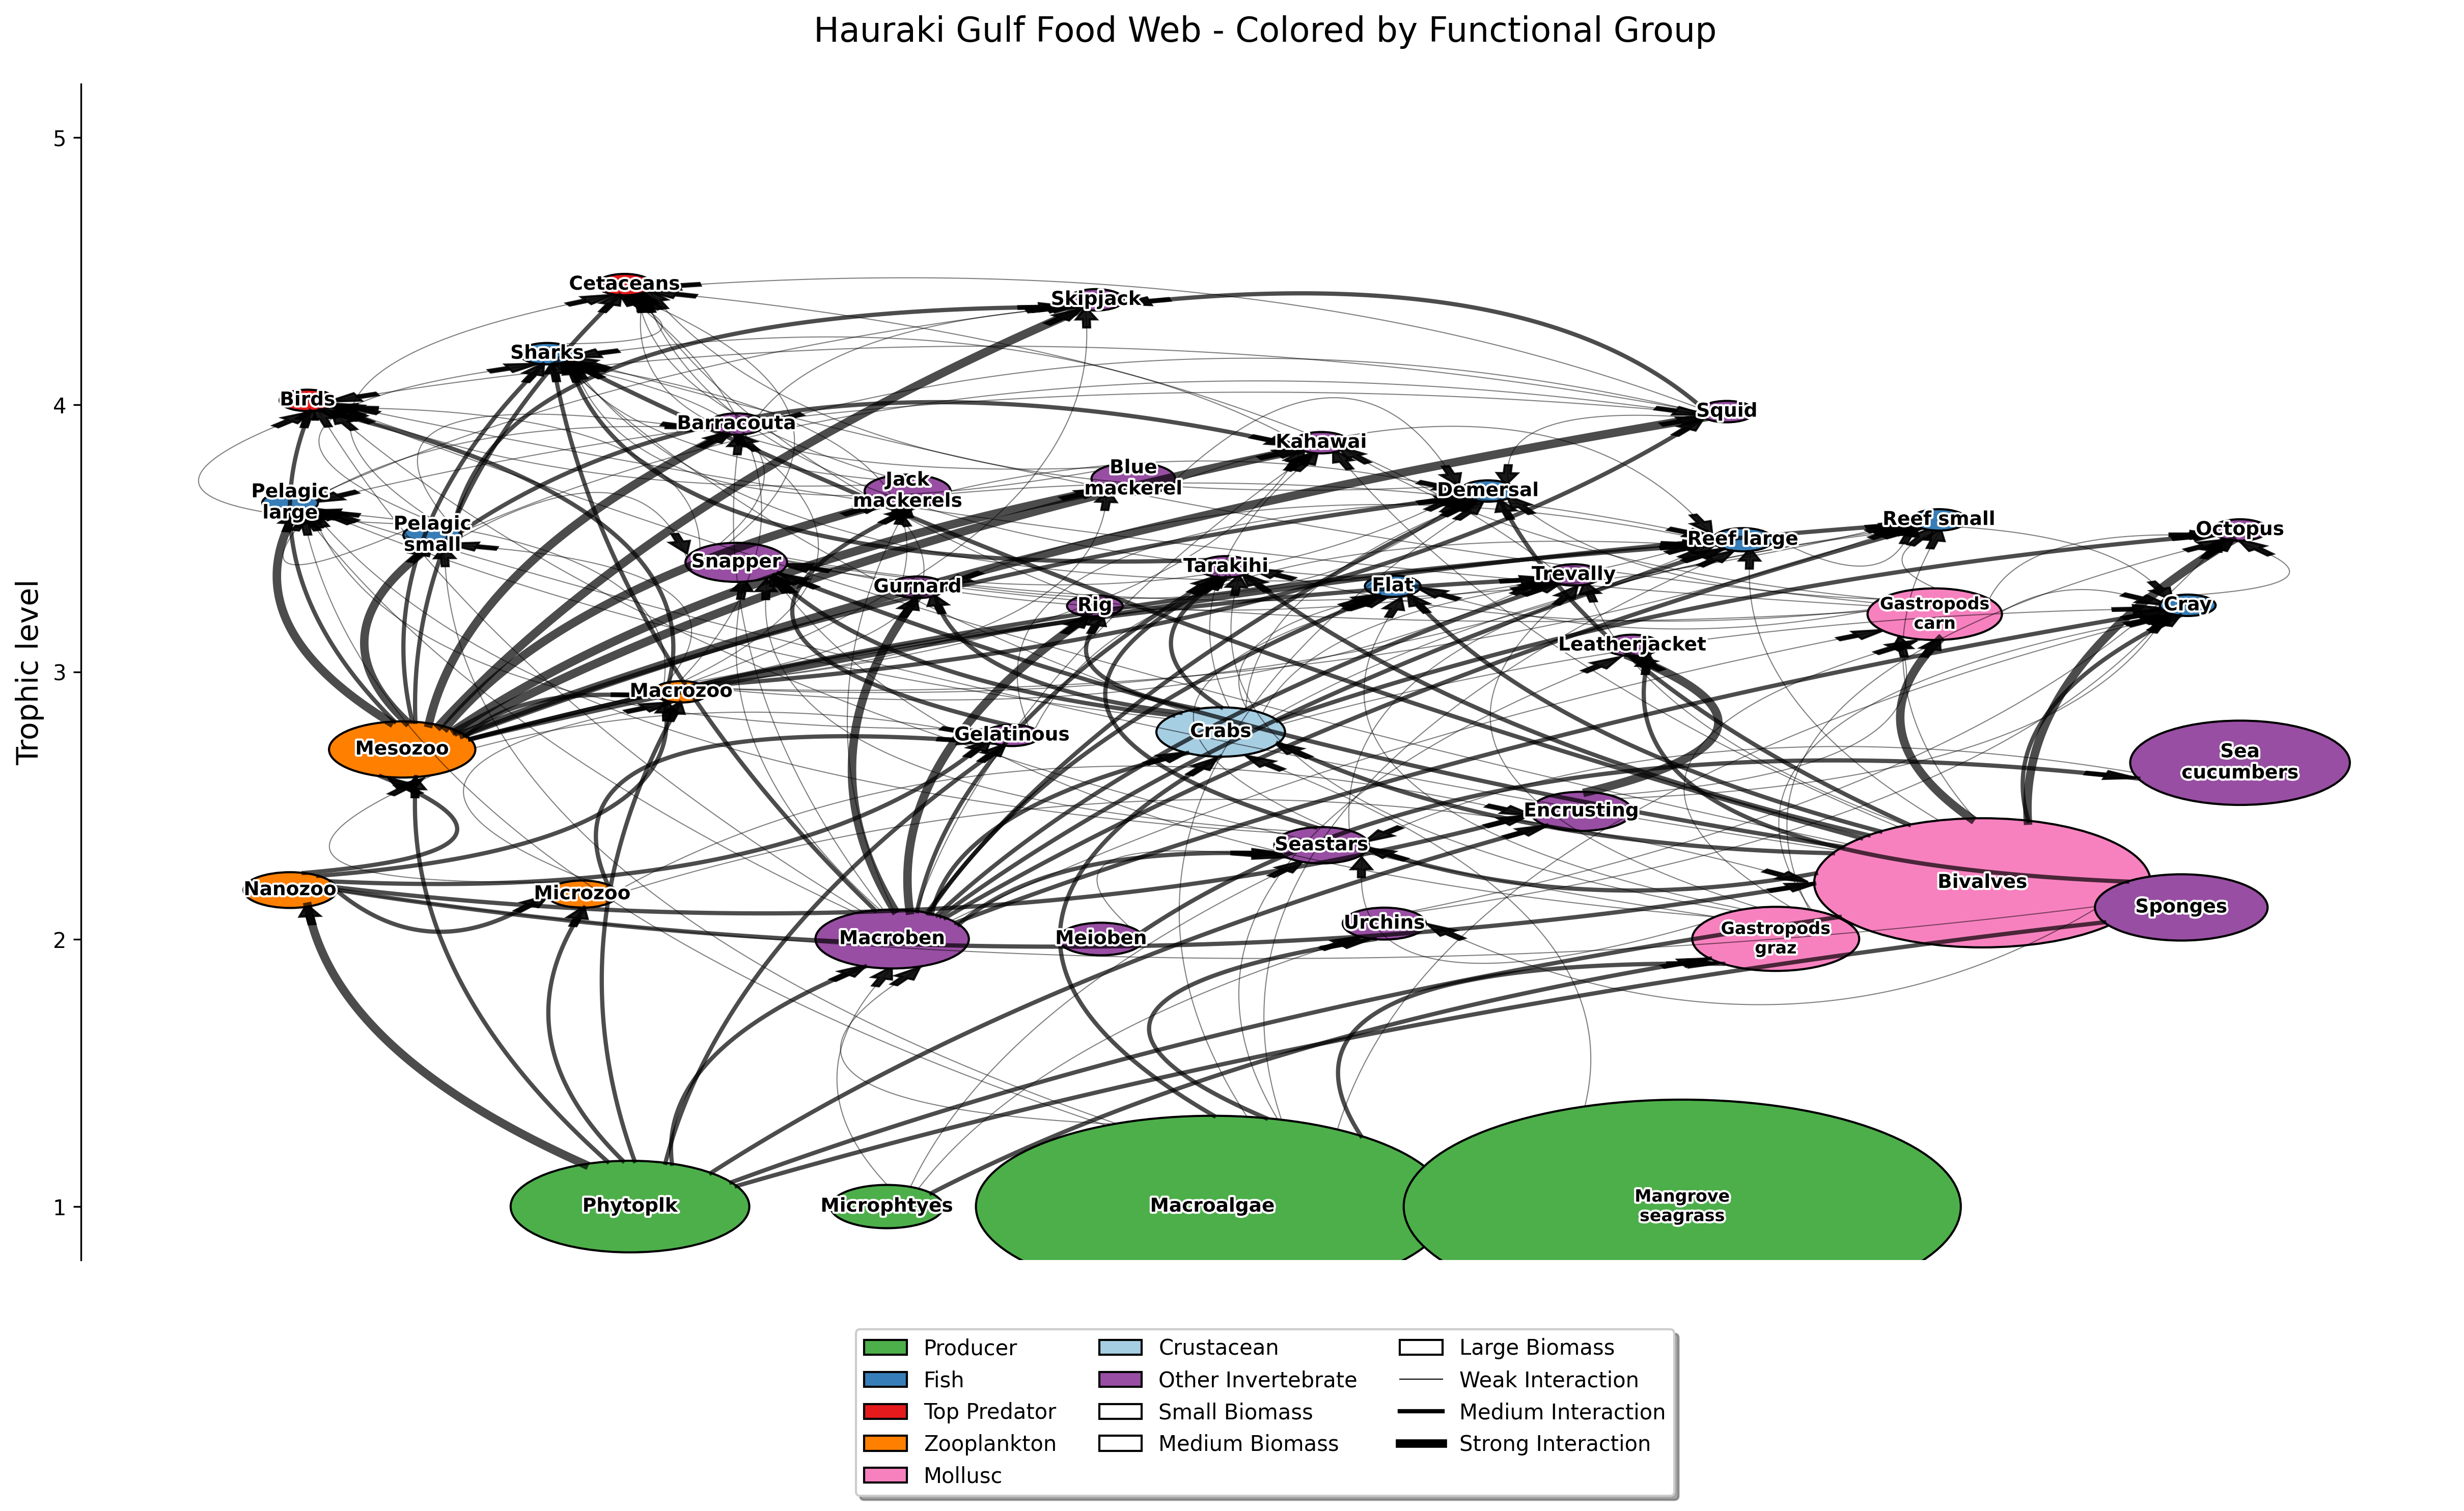 Hauraki Gulf Food Web - Colored by Functional Group
Trophic level
5
4
3
2
1
Cetaceans
Skipjack
Sharks
Birds
Squid
Barracouta
Kahawai
Blue
mackerel
Jack
mackerels
Demersal
Pelagic
large
Pelagic
small
Reef small
Reef large
Octopus
Snapper
Tarakihi
Gurnard
Flat
Trevally
Rig
Gastropods
carn
Cray
Leatherjacket
Macrozoo
Mesozoo
Gelatinous
Crabs
Sea
cucumbers
Encrusting
Seastars
Nanozoo
Microzoo
Bivalves
Sponges
Urchins
Macroben
Meioben
Gastropods
graz
Phytoplk
Microphtyes
Macroalgae
Mangrove
seagrass
Producer
Fish
Top Predator
Zooplankton
Mollusc
Crustacean
Other Invertebrate
Small Biomass
Medium Biomass
Large Biomass
Weak Interaction
Medium Interaction
Strong Interaction